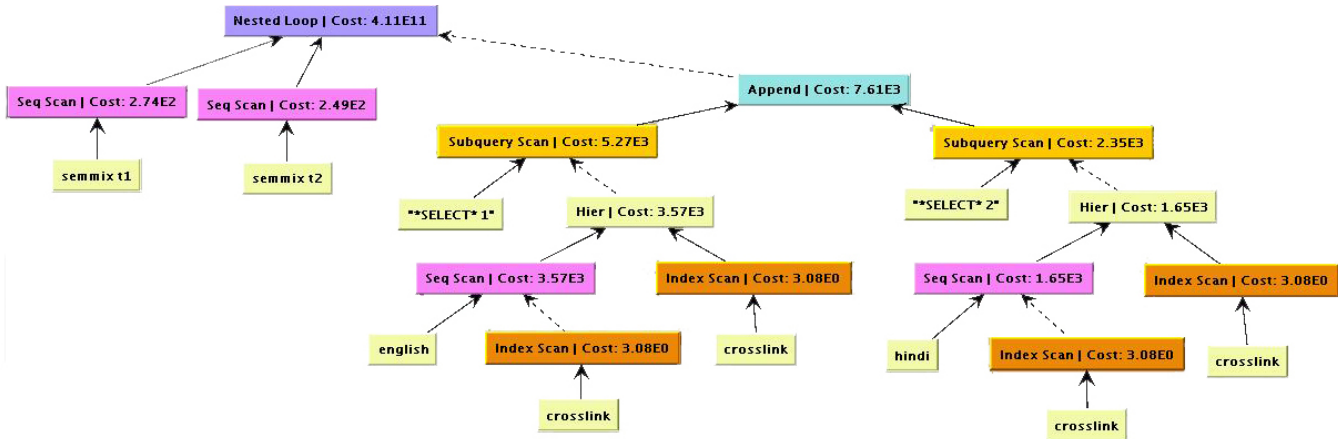 Nested Loop | Cost: 4.11E11
Append | Cost: 7.61E3
Seq Scan | Cost: 2.74E2
Seq Scan | Cost: 2.49E2
Subquery Scan | Cost: 5.27E3
Subquery Scan | Cost: 2.35E3
semmix t1
semmix t2
"*SELECT* 1"
Hier | Cost: 3.57E3
"*SELECT* 2"
Hier | Cost: 1.65E3
Seq Scan | Cost: 3.57E3
Index Scan | Cost: 3.08E0
Seq Scan | Cost: 1.65E3
Index Scan | Cost: 3.08E0
english
Index Scan | Cost: 3.08E0
crosslink
hindi
Index Scan | Cost: 3.08E0
crosslink
crosslink
crosslink